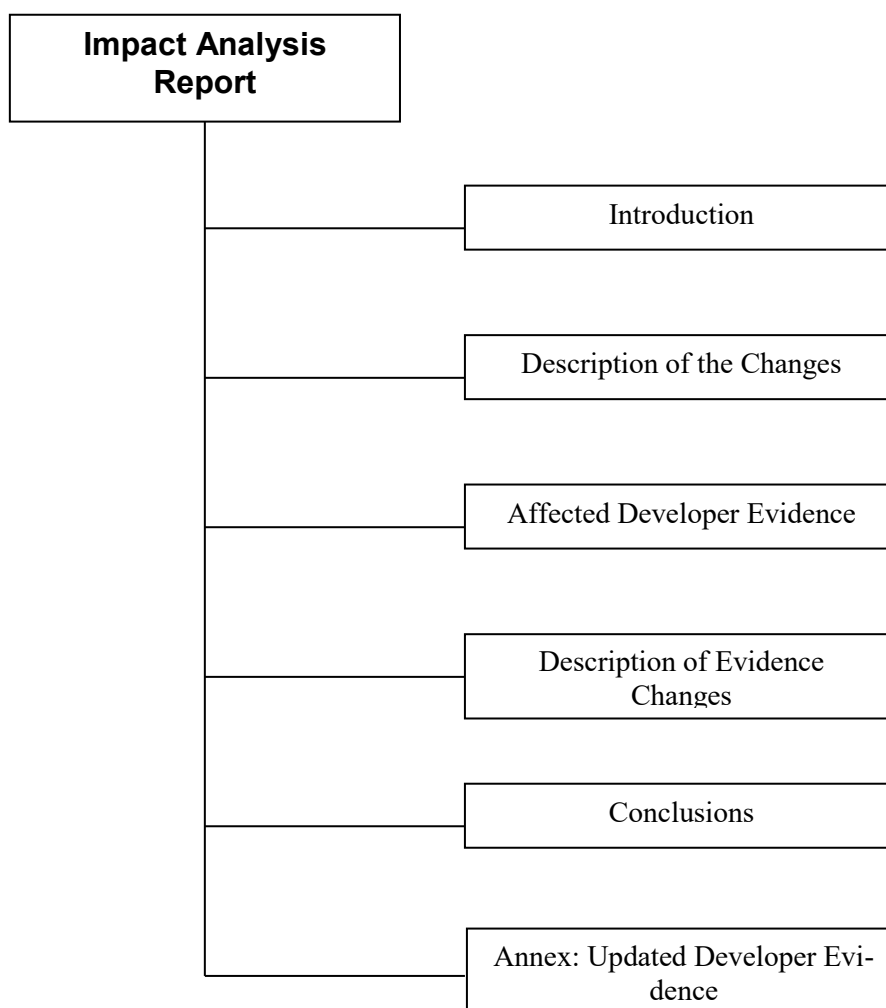 Impact Analysis
Report
Introduction
Description of the Changes
Affected Developer Evidence
Description of Evidence
Changes
Conclusions
Annex: Updated Developer Evi-
dence